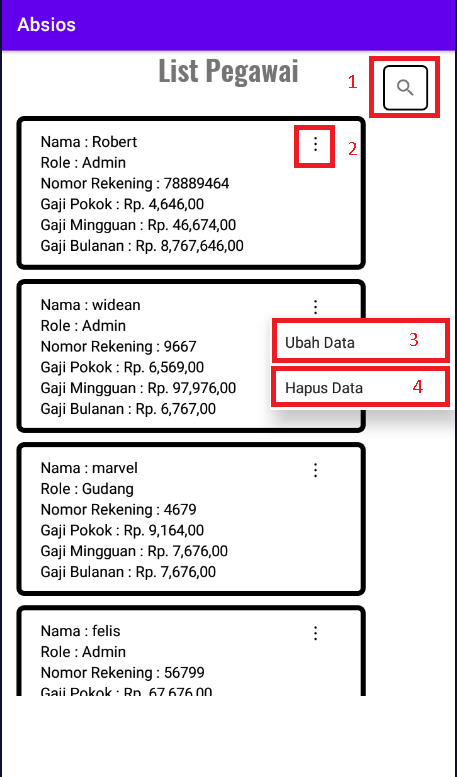 Absios
List Pegawai
1
Nama : Robert
2
Role : Admin
Nomor Rekening : 78889464
Gaji Pokok : Rp. 4,646,00
Gaji Mingguan : Rp. 46,674,00
Gaji Bulanan : Rp. 8,767,646,00
Nama : widean
Role : Admin
Nomor Rekening : 9667
Gaji Pokok : Rp. 6,569,00
Gaji Mingguan : Rp. 97,976,00
Gaji Bulanan : Rp. 6,767,00
Ubah Data 3
Hapus Data 4
Nama : marvel
Role : Gudang
Nomor Rekening : 4679
Gaji Pokok : Rp. 9,164,00
Gaji Mingguan : Rp. 7,676,00
Gaji Bulanan : Rp. 7,676,00
Nama : felis
Role : Admin
Nomor Rekening : 56799
Gaji Pokok : Rp. 67,676,00